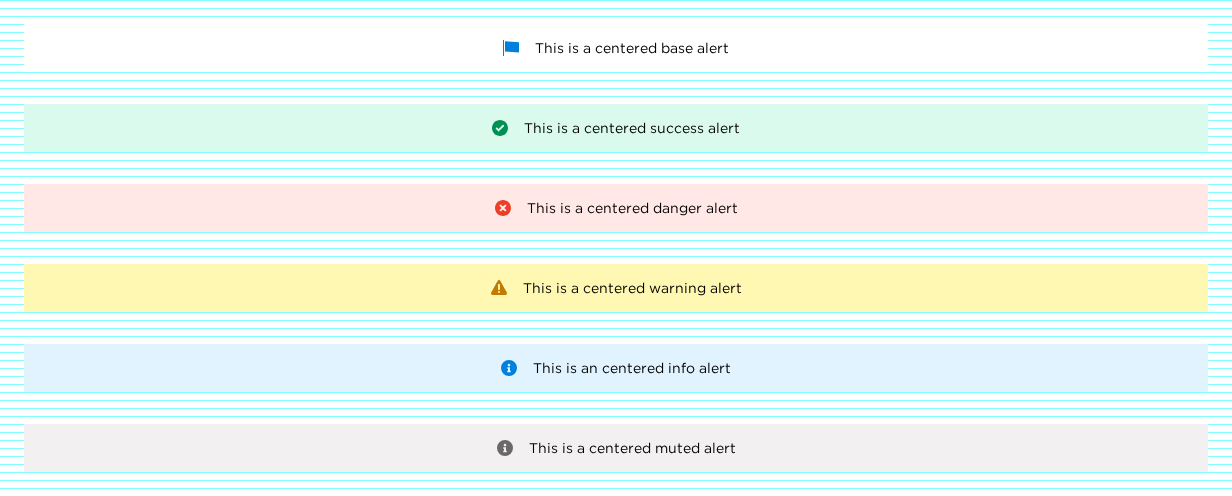 This is a centered base alert
This is a centered success alert
This is a centered danger alert
This is a centered warning alert
This is an centered info alert
This is a centered muted alert